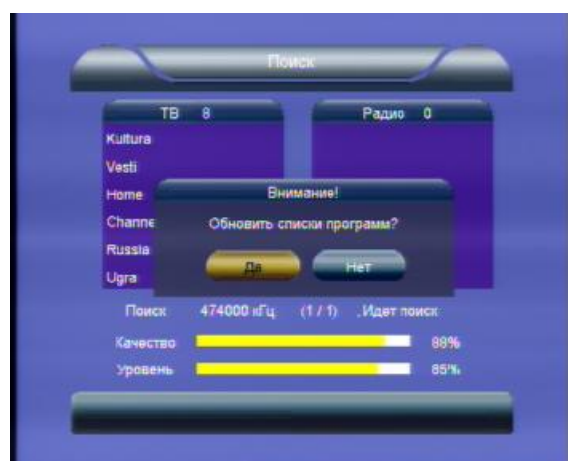 Поиск
ТВ 8
Радио 0
Kultura
Vesti
Home
Внимание!
Channe
Обновить списки программ?
Russia
Да Нет
Ugra
Поиск 474000 кГц (1 / 1) , Идет поиск
Качество 88%
Уровень 85%